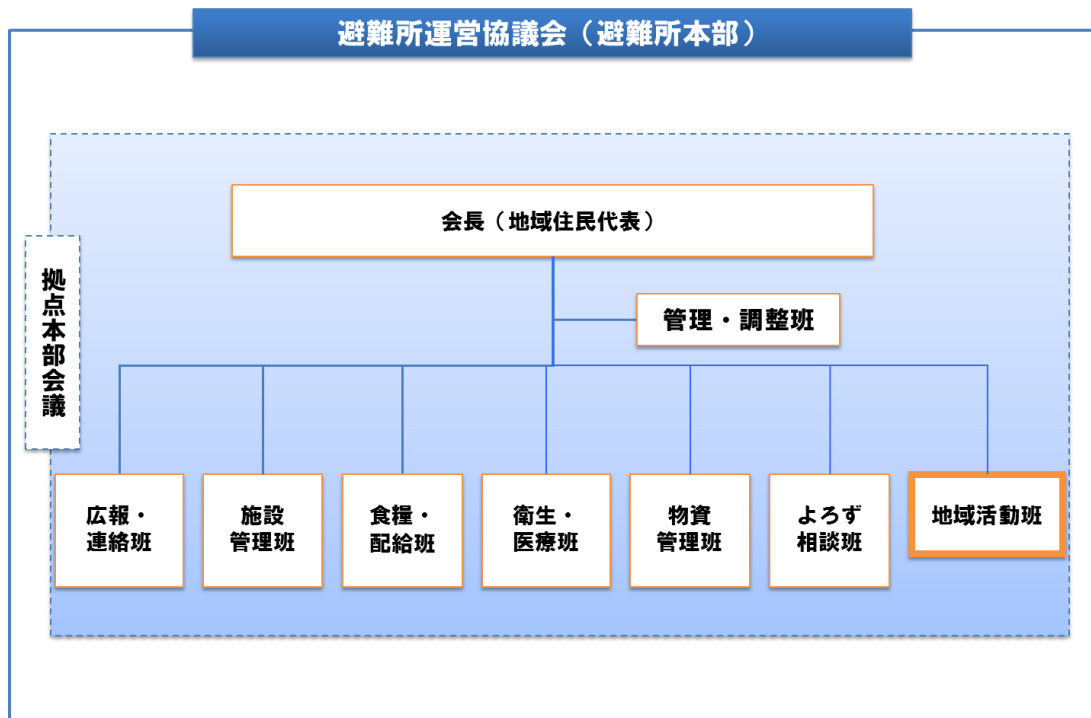 避難所運営協議会（避難所本部）
会長（地域住民代表）
拠点本部会議
管理・調整班
広報・
連絡班
施設
管理班
食糧・
配給班
衛生・
医療班
物資
管理班
よろず
相談班
地域活動班